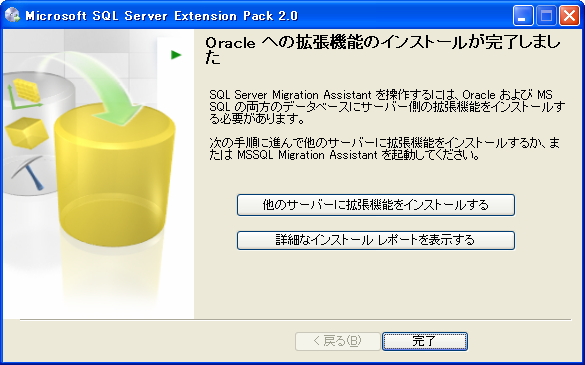 Microsoft SQL Server Extension Pack 2.0
Oracle への拡張機能のインストールが完了しまし
た
SQL Server Migration Assistant を操作するには、Oracle および MS
SQL の両方のデータベースにサーバー側の拡張機能をインストールす
る必要があります。
次の手順に進んで他のサーバーに拡張機能をインストールするか、ま
たは MSSQL Migration Assistant を起動してください。
他のサーバーに拡張機能をインストールする
詳細なインストール レポートを表示する
< 戻る(B)
完了